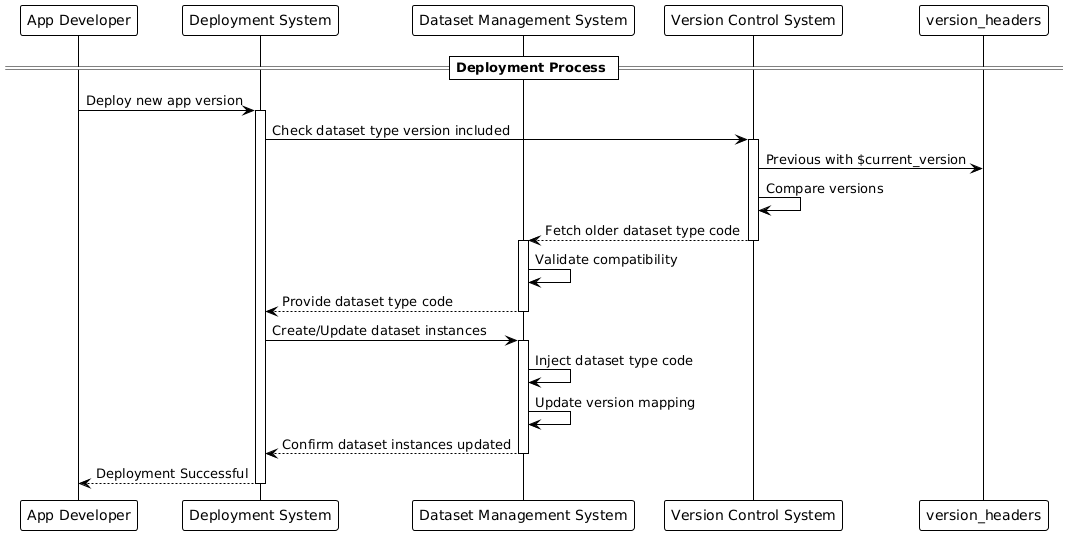 App Developer
Deployment System
Dataset Management System
Version Control System
version_headers
Deployment Process
Deploy new app version
Check dataset type version included
Previous with $current_version
Compare versions
Fetch older dataset type code
Validate compatibility
Provide dataset type code
Create/Update dataset instances
Inject dataset type code
Update version mapping
Confirm dataset instances updated
Deployment Successful
App Developer
Deployment System
Dataset Management System
Version Control System
version_headers